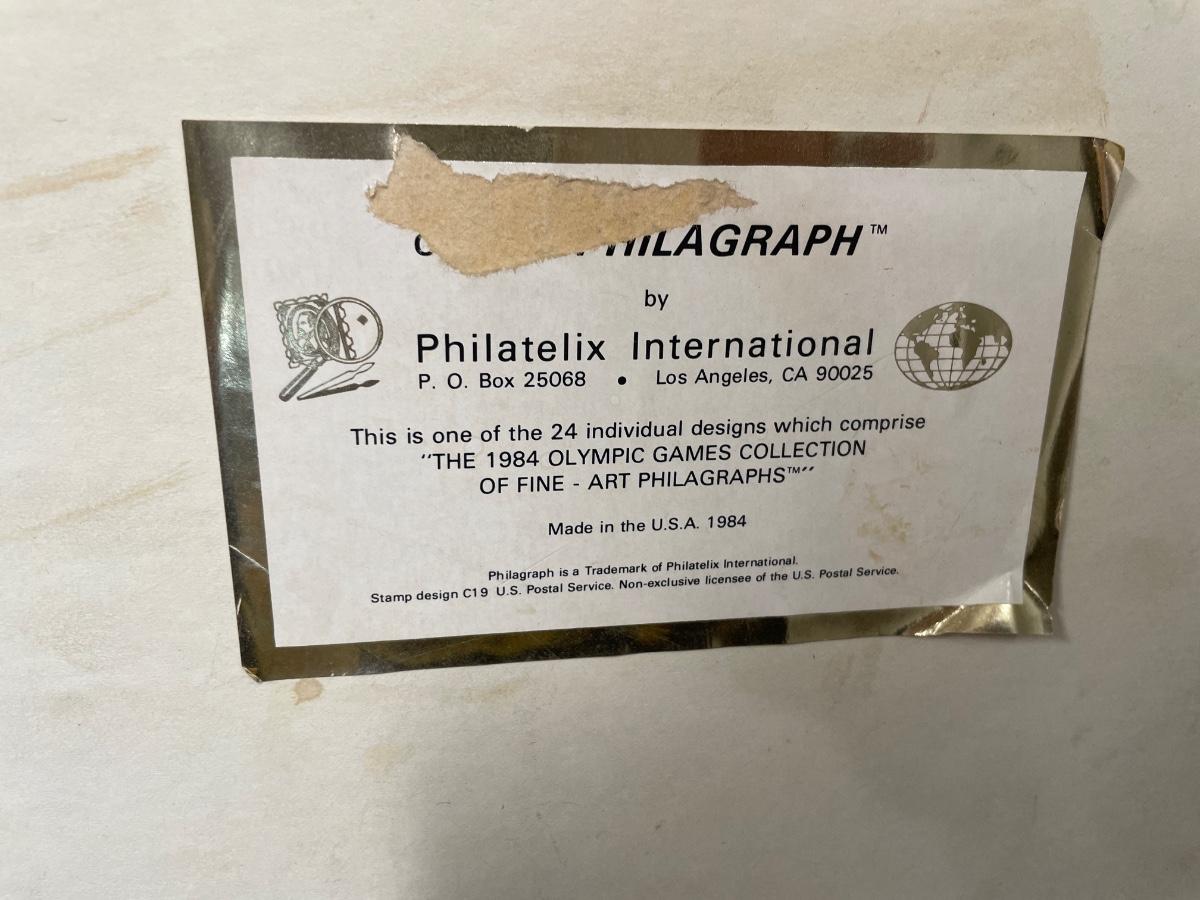 PHILAGRAPH™
by
Philatelix International
P. O. Box 25068 • Los Angeles, CA 90025
This is one of the 24 individual designs which comprise
"THE 1984 OLYMPIC GAMES COLLECTION
OF FINE - ART PHILAGRAPHS™"
Made in the U.S.A. 1984
Philagraph is a Trademark of Philatelix International.
Stamp design C19 U.S. Postal Service. Non-exclusive licensee of the U.S. Postal Service.